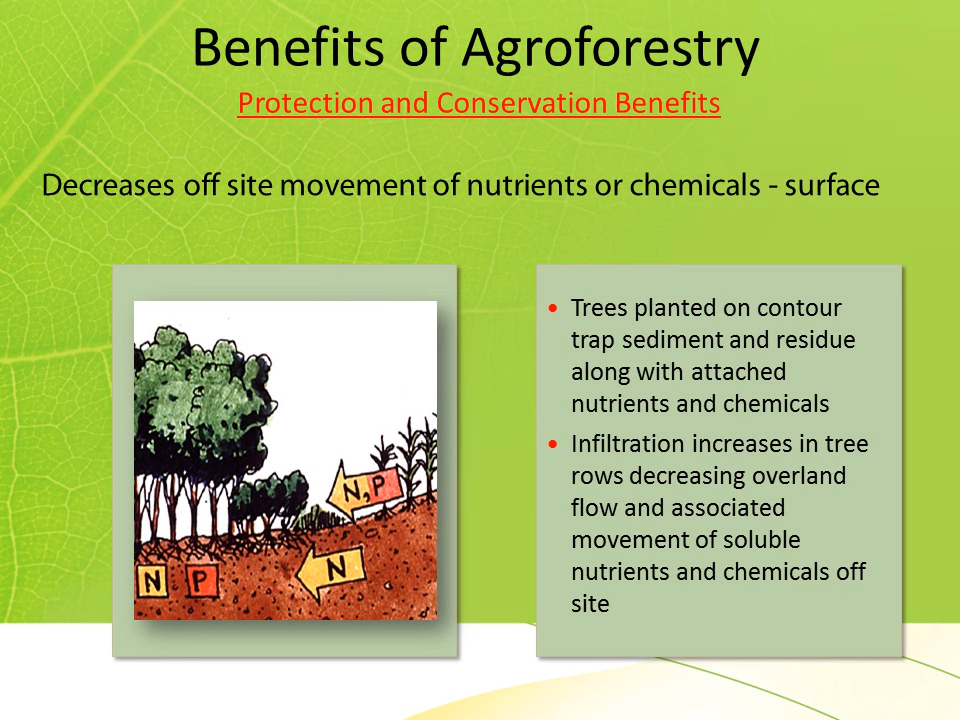 Benefits of Agroforestry
Protection and Conservation Benefits
Decreases off site movement of nutrients or chemicals - surface
N,P
N
N P
• Trees planted on contour
trap sediment and residue
along with attached
nutrients and chemicals
• Infiltration increases in tree
rows decreasing overland
flow and associated
movement of soluble
nutrients and chemicals off
site